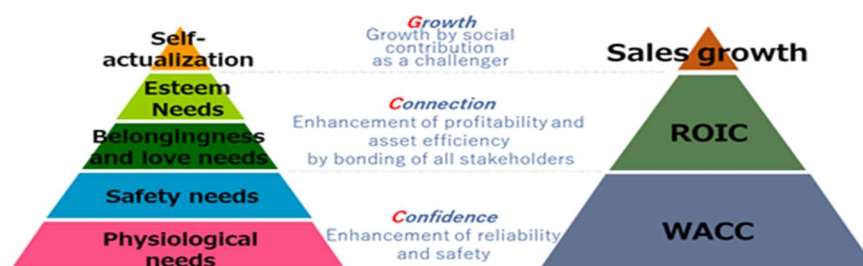 Self-
actualization
Esteem
Needs
Belongingness
and love needs
Safety needs
Physiological
needs
Growth
Growth by social
contribution
as a challenger
Connection
Enhancement of profitability and
asset efficiency
by bonding of all stakeholders
Confidence
Enhancement of reliability
and safety
Sales growth
ROIC
WACC